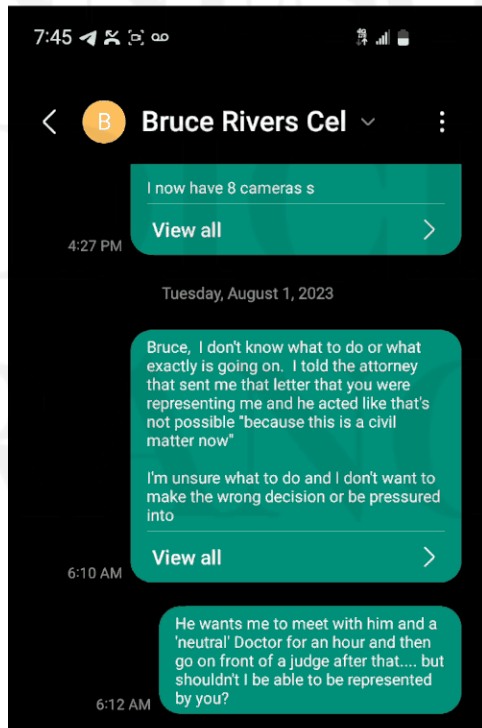 7:45
B Bruce Rivers Cel
I now have 8 cameras s
View all
4:27 PM
Tuesday, August 1, 2023
Bruce, I don't know what to do or what
exactly is going on. I told the attorney
that sent me that letter that you were
representing me and he acted like that's
not possible "because this is a civil
matter now"
I'm unsure what to do and I don't want to
make the wrong decision or be pressured
into
View all
6:10 AM
He wants me to meet with him and a
'neutral' Doctor for an hour and then
go on front of a judge after that.... but
shouldn't I be able to be represented
by you?
6:12 AM